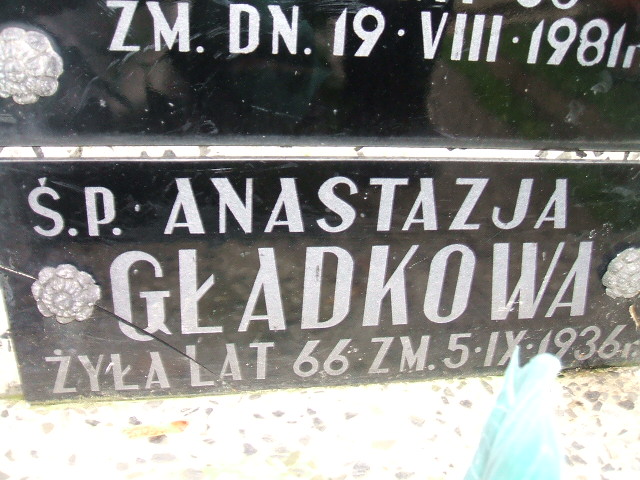 ZM. DN. 19·VIII·1981r
Ś.P. ANASTAZJA
GŁADKOWA
ŻYŁA LAT 66 ZM. 5·IX·1936r